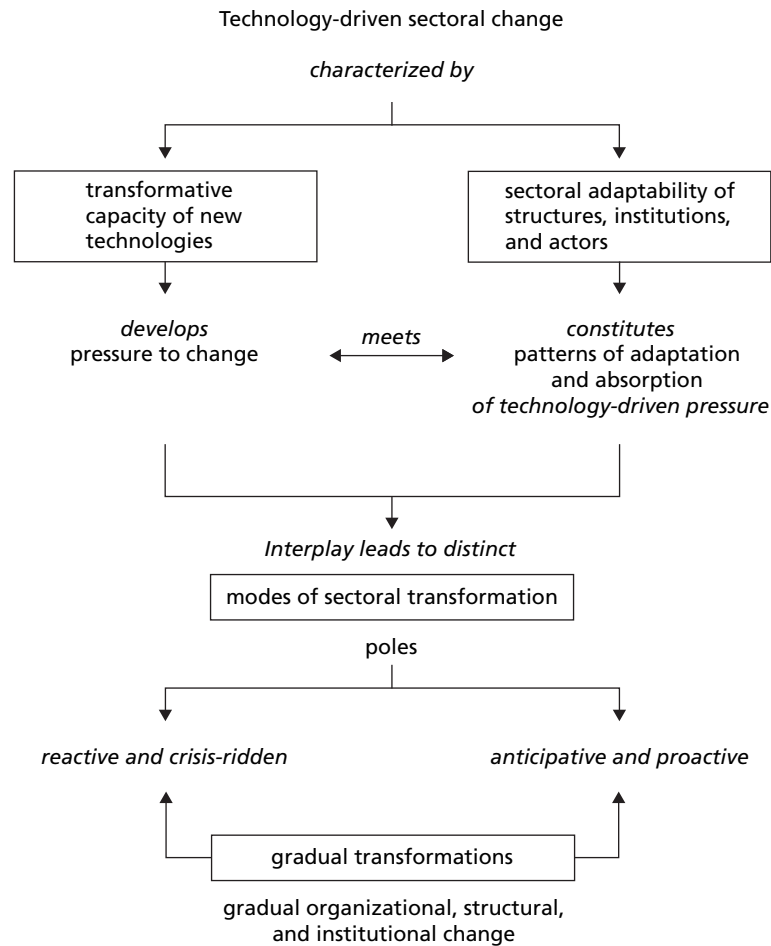 Technology-driven sectoral change
characterized by
transformative
capacity of new
technologies
sectoral adaptability of
structures, institutions,
and actors
develops
pressure to change
meets
constitutes
patterns of adaptation
and absorption
of technology-driven pressure
Interplay leads to distinct
modes of sectoral transformation
poles
reactive and crisis-ridden
anticipative and proactive
gradual transformations
gradual organizational, structural,
and institutional change